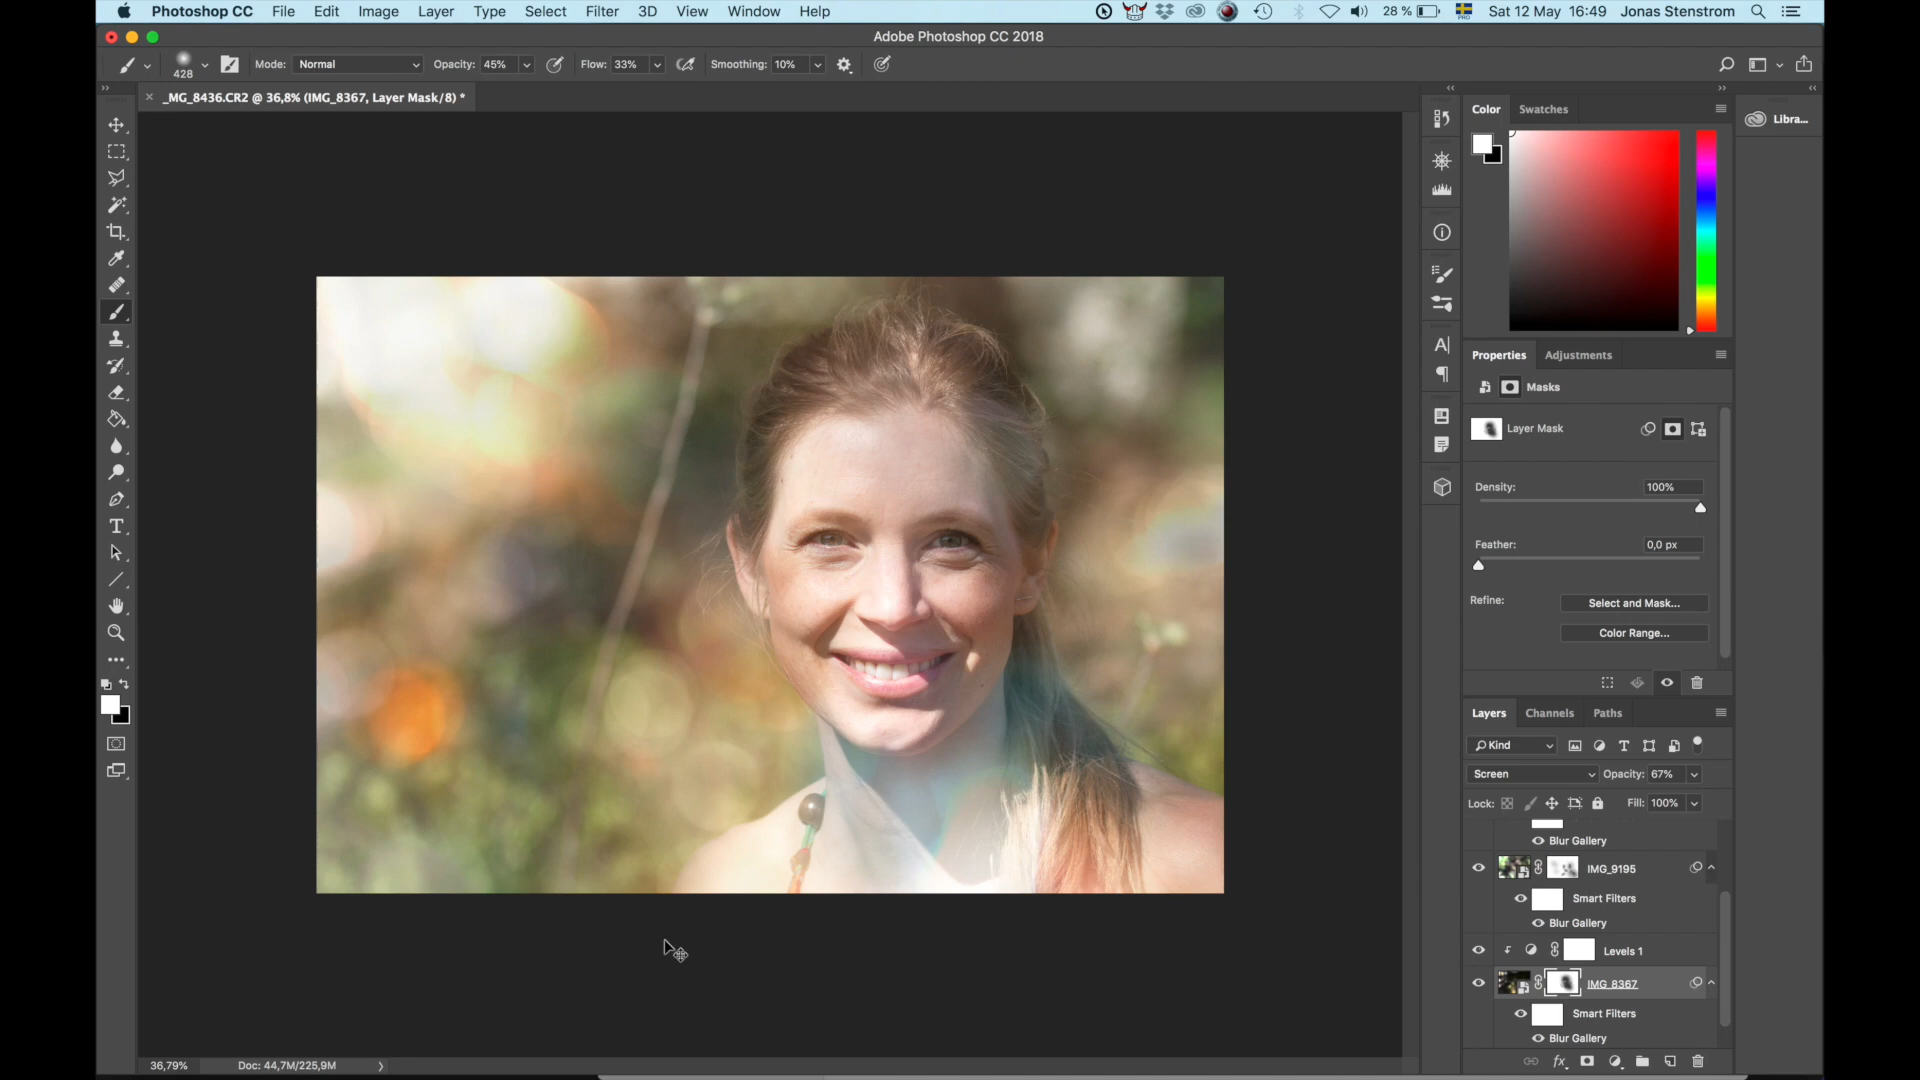 Photoshop CC File Edit Image Layer Type Select Filter 3D View Window Help 28 % PRO Sat 12 May 16:49 Jonas Stenstrom
Adobe Photoshop CC 2018
428 Mode: Normal Opacity: 45% Flow: 33% Smoothing: 10%
× _MG_8436.CR2 @ 36,8% (IMG_8367, Layer Mask/8) *
Color Swatches
Libra...
Properties Adjustments
Masks
Layer Mask
Density: 100%
Feather: 0,0 px
Refine: Select and Mask...
Color Range...
Layers Channels Paths
Kind
Screen Opacity: 67%
Lock: Fill: 100%
Blur Gallery
IMG_9195
Smart Filters
Blur Gallery
Levels 1
IMG_8367
Smart Filters
Blur Gallery
36,79% Doc: 44,7M/225,9M